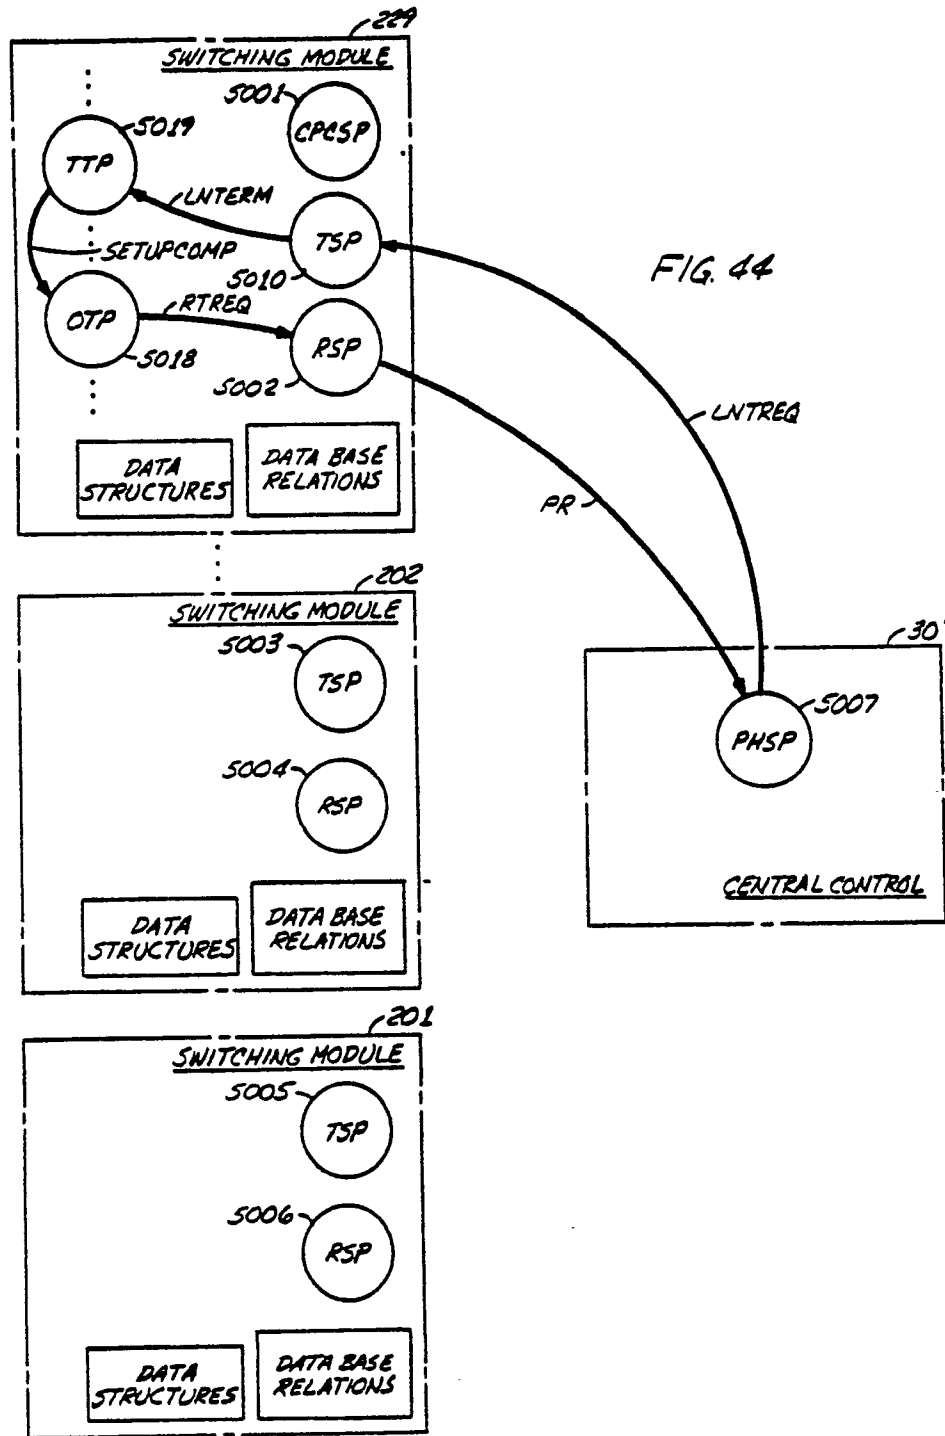 229
SWITCHING MODULE
5001
CPCSP
5019
TTP
LNTERM
TSP
5010
SETUPCOMP
FIG. 44
OTP
RTREQ
5018
RSP
5002
LNTREQ
DATA
STRUCTURES
DATA BASE
RELATIONS
PR
202
SWITCHING MODULE
5003
TSP
30
5007
PHSP
5004
RSP
CENTRAL CONTROL
DATA
STRUCTURES
DATA BASE
RELATIONS
201
SWITCHING MODULE
5005
TSP
5006
RSP
DATA
STRUCTURES
DATA BASE
RELATIONS